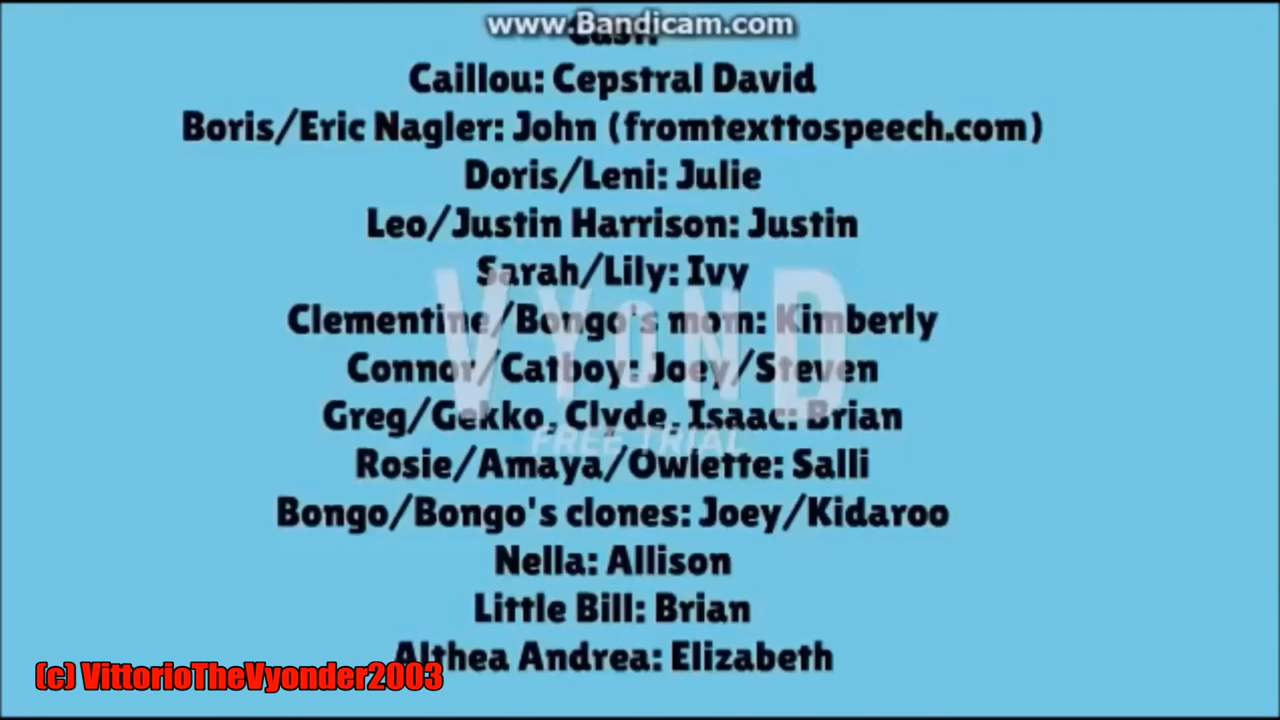 www.Bandicam.com
Cast:
Caillou: Cepstral David
Boris/Eric Nagler: John (fromtexttospeech.com)
Doris/Leni: Julie
Leo/Justin Harrison: Justin
Sarah/Lily: Ivy
Clementine/Bongo's mom: Kimberly
Connor/Catboy: Joey/Steven
Greg/Gekko, Clyde, Isaac: Brian
VYOND
FREE TRIAL
Rosie/Amaya/Owlette: Salli
Bongo/Bongo's clones: Joey/Kidaroo
Nella: Allison
Little Bill: Brian
Althea Andrea: Elizabeth
(c) VittorioTheVyonder2003